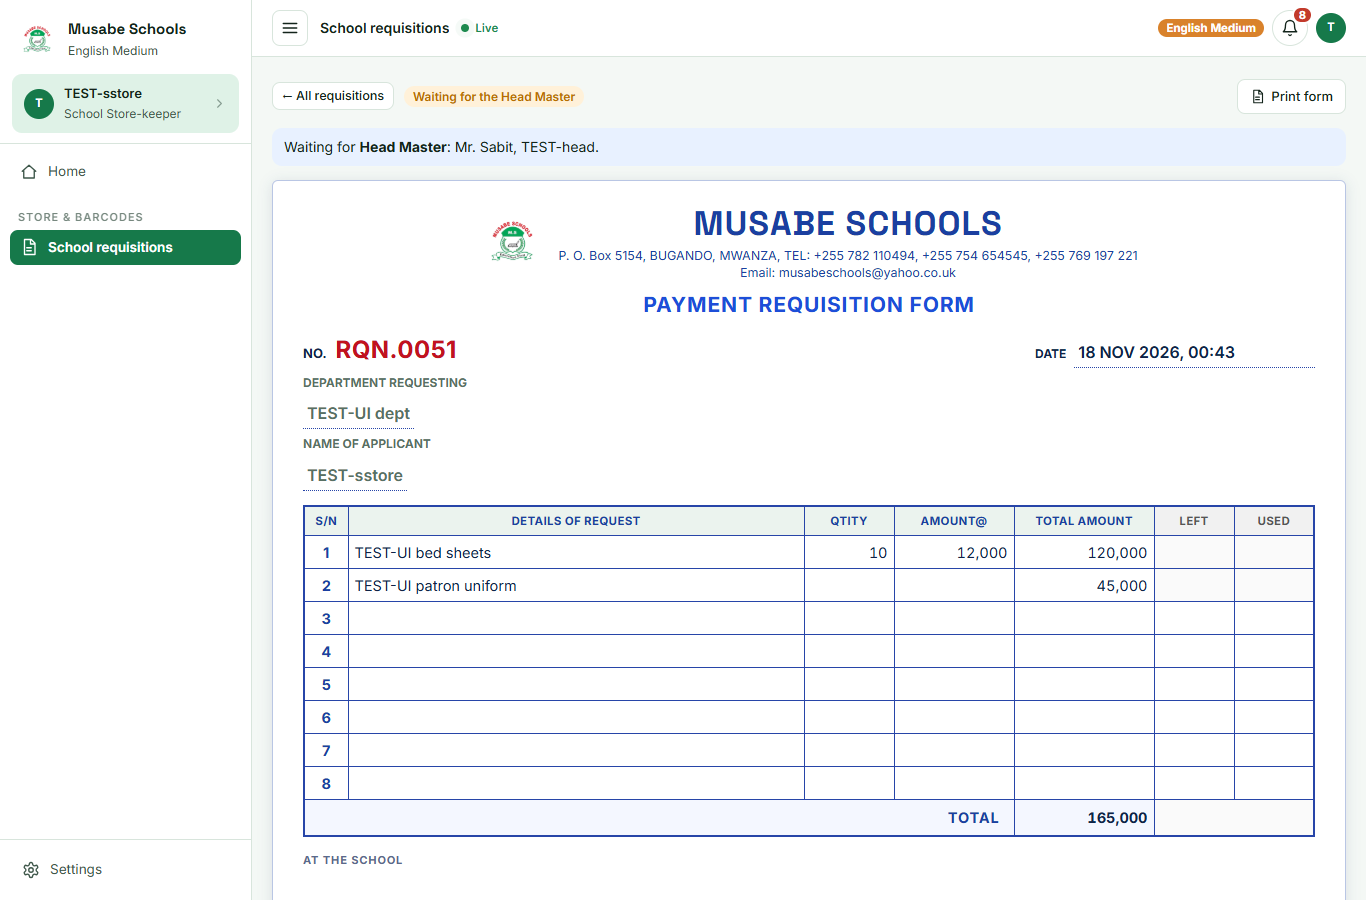 Musabe Schools
English Medium
T
TEST-sstore
School Store-keeper
Home
STORE & BARCODES
School requisitions
Settings
School requisitions
Live
English Medium
8
T
← All requisitions
Waiting for the Head Master
Print form
Waiting for Head Master: Mr. Sabit, TEST-head.
MUSABE SCHOOLS
P. O. Box 5154, BUGANDO, MWANZA, TEL: +255 782 110494, +255 754 654545, +255 769 197 221
Email: musabeschools@yahoo.co.uk
PAYMENT REQUISITION FORM
NO. RQN.0051
DATE 18 NOV 2026, 00:43
DEPARTMENT REQUESTING
TEST-UI dept
NAME OF APPLICANT
TEST-sstore
S/N DETAILS OF REQUEST QTITY AMOUNT@ TOTAL AMOUNT LEFT USED
1 TEST-UI bed sheets 10 12,000 120,000
2 TEST-UI patron uniform 45,000
3
4
5
6
7
8
TOTAL 165,000
AT THE SCHOOL